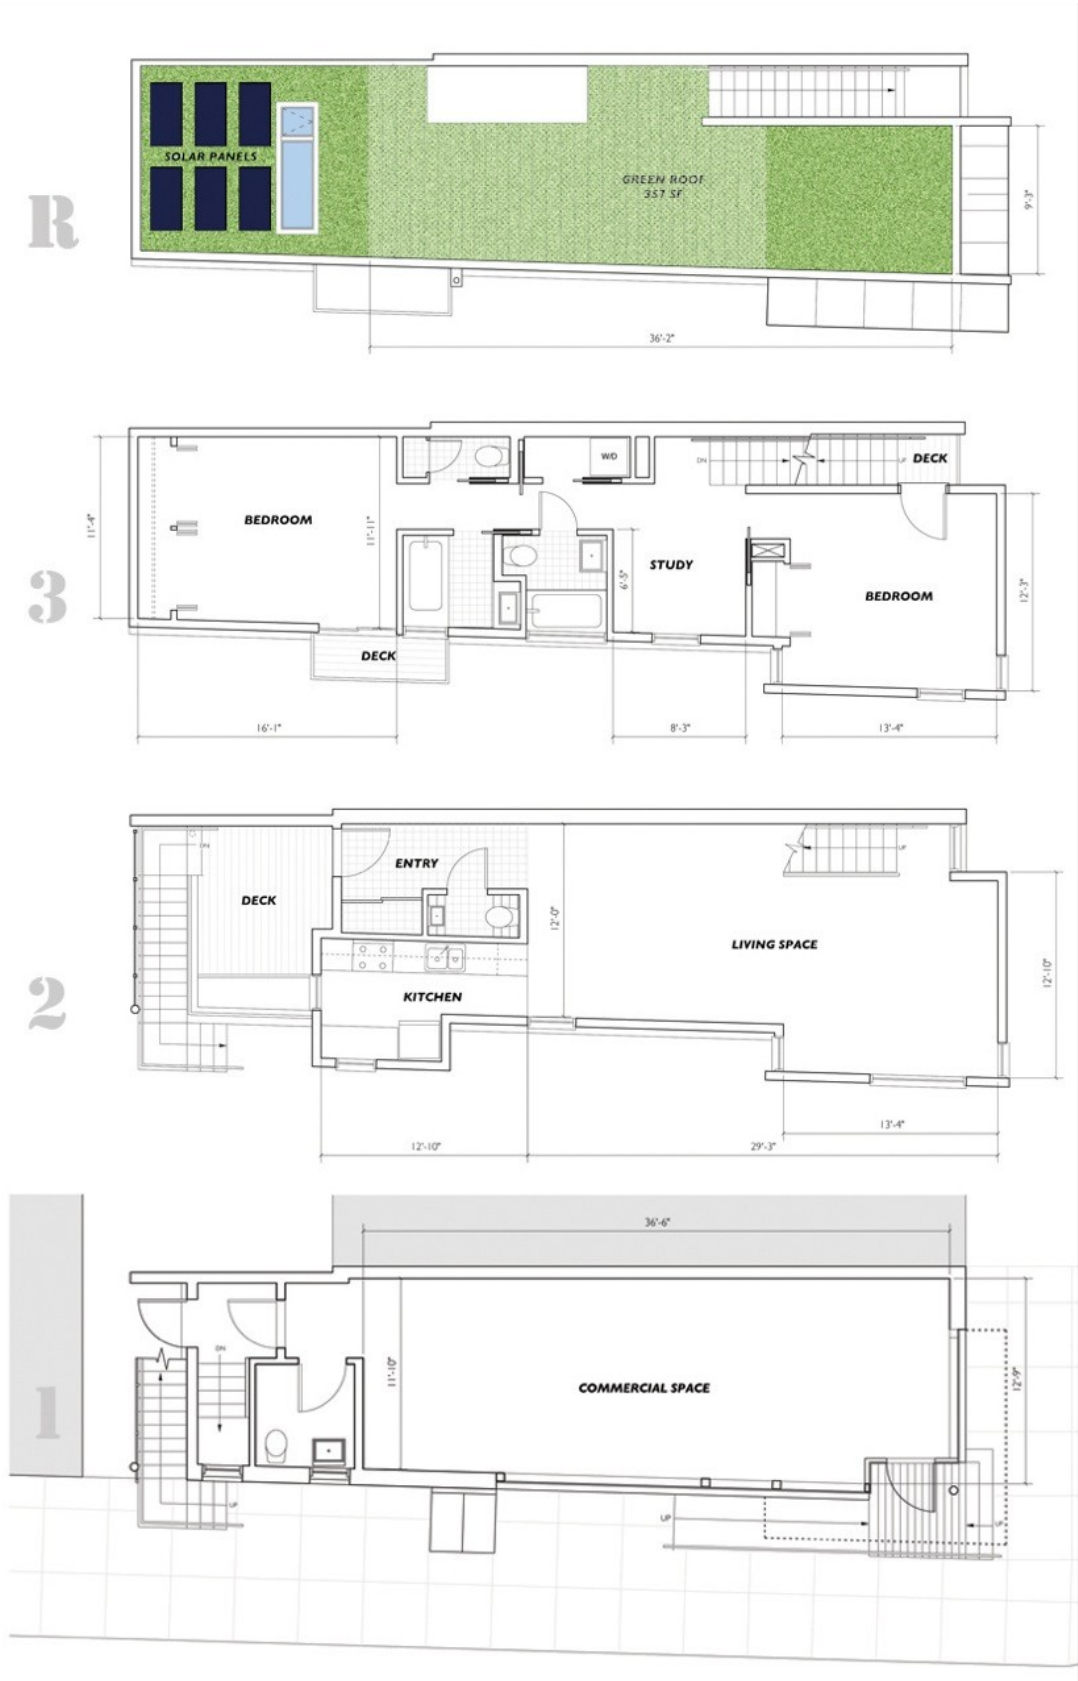 R
SOLAR PANELS
GREEN ROOF
357 SF
9'-3"
36'-2"
3
11'-4"
BEDROOM
11'-11"
W/D
DN
UP
DECK
STUDY
6'-5"
BEDROOM
12'-3"
DECK
16'-1"
8'-3"
13'-4"
2
DN
DECK
ENTRY
12'-0"
UP
LIVING SPACE
12'-10"
KITCHEN
13'-4"
12'-10"
29'-3"
1
36'-6"
DN
11'-10"
COMMERCIAL SPACE
12'-9"
UP
UP
UP